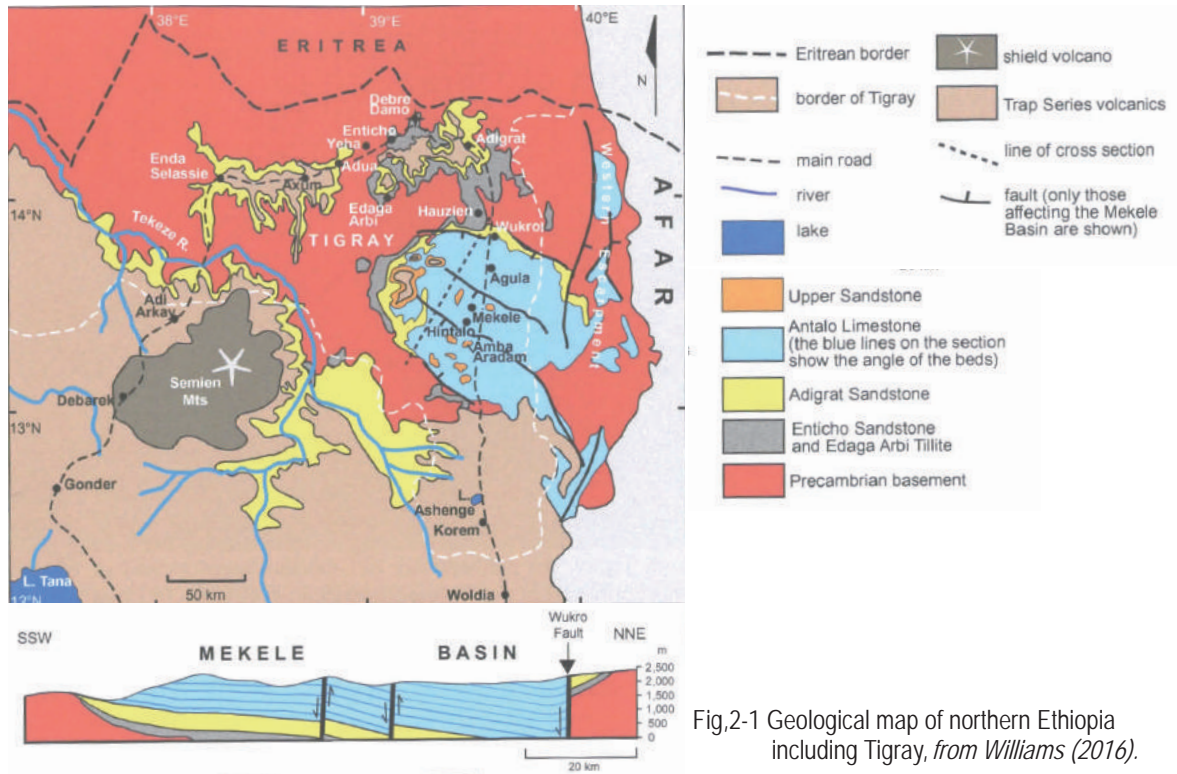 38°E
39°E
40°E
ERITREA
N
Debre
Damo
Enticho
Yeha
Adigrat
Enda
Selassie
Adua
Axum
Edaga
Arbi
Hauzien
14°N
Wukro
TIGRAY
Tekeze R.
Western Escarpment
AFAR
Agula
Adi
Arkay
Mekele
Hintalo
Amba
Aradam
Semien
Mts
Debarek
13°N
Gonder
L.
Ashenge
Korem
L. Tana
12°N
50 km
Woldia
Eritrean border
border of Tigray
main road
river
lake
shield volcano
Trap Series volcanics
line of cross section
fault (only those
affecting the Mekele
Basin are shown)
Upper Sandstone
Antalo Limestone
(the blue lines on the section
show the angle of the beds)
Adigrat Sandstone
Enticho Sandstone
and Edaga Arbi Tillite
Precambrian basement
SSW
MEKELE BASIN
Wukro
Fault
NNE
m
2,500
2,000
1,500
1,000
500
0
20 km
Fig,2-1 Geological map of northern Ethiopia
including Tigray, from Williams (2016).